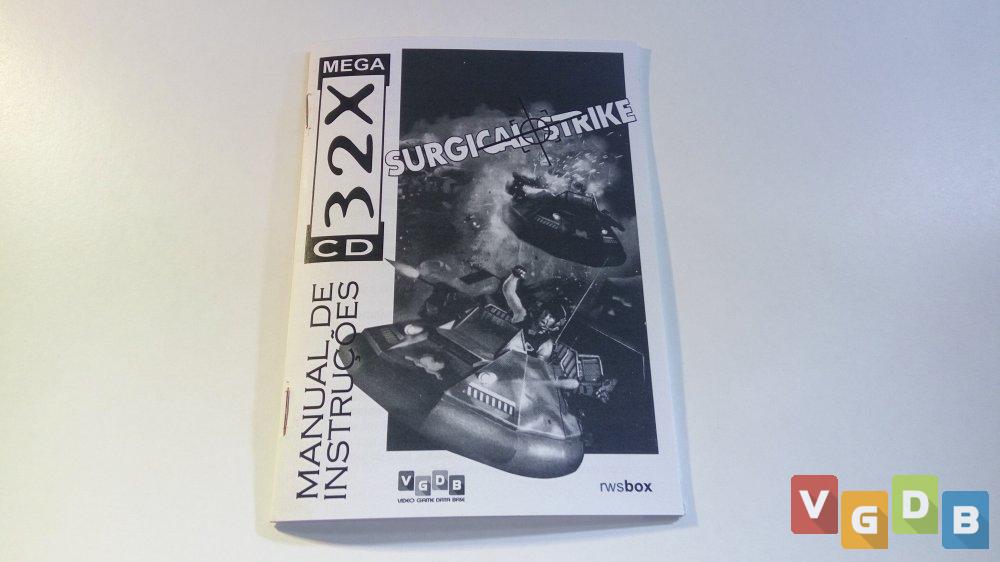 MEGA
32X
CD
SURGICAL STRIKE
MANUAL DE
INSTRUÇÕES
VGDB
VIDEO GAME DATA BASE
rwsbox
VGDB